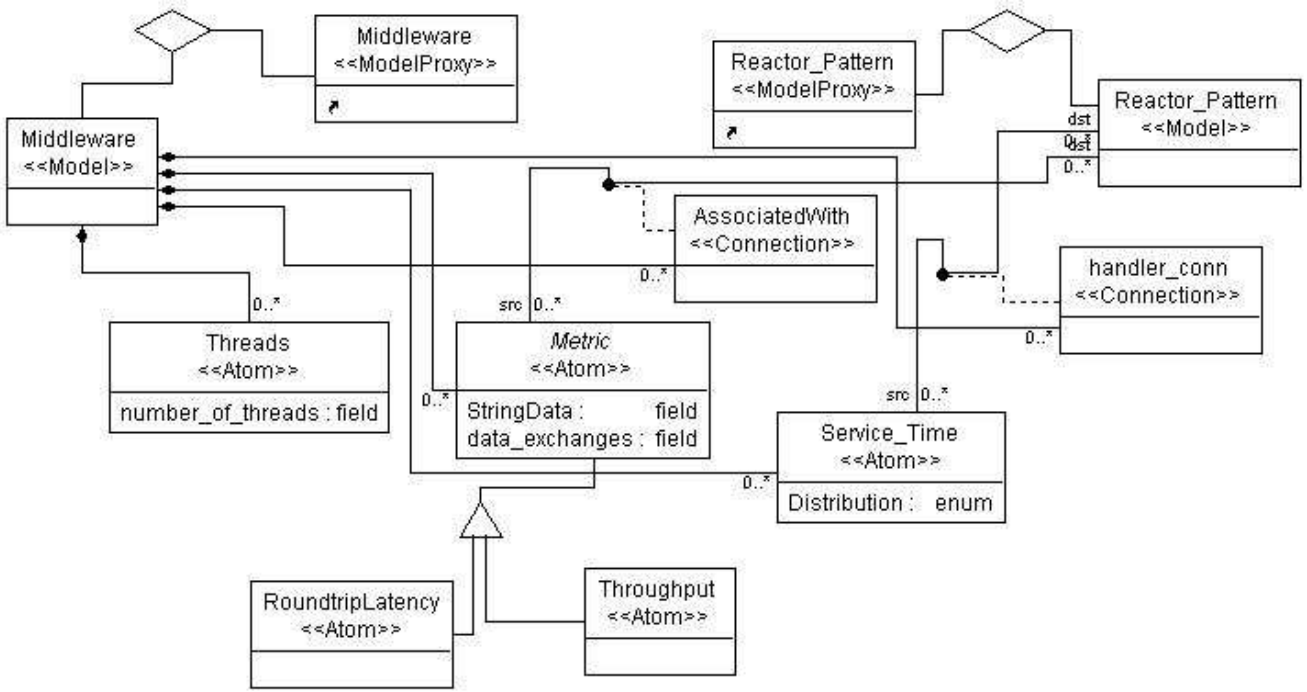 Middleware
<<ModelProxy>>
Reactor_Pattern
<<ModelProxy>>
Reactor_Pattern
<<Model>>
Middleware
<<Model>>
dst
0..*
dst
0..*
AssociatedWith
<<Connection>>
0..*
handler_conn
<<Connection>>
0..*
0..*
src 0..*
Threads
<<Atom>>
number_of_threads : field
Metric
<<Atom>>
StringData : field
data_exchanges : field
0..*
src 0..*
Service_Time
<<Atom>>
Distribution : enum
0..*
RoundtripLatency
<<Atom>>
Throughput
<<Atom>>